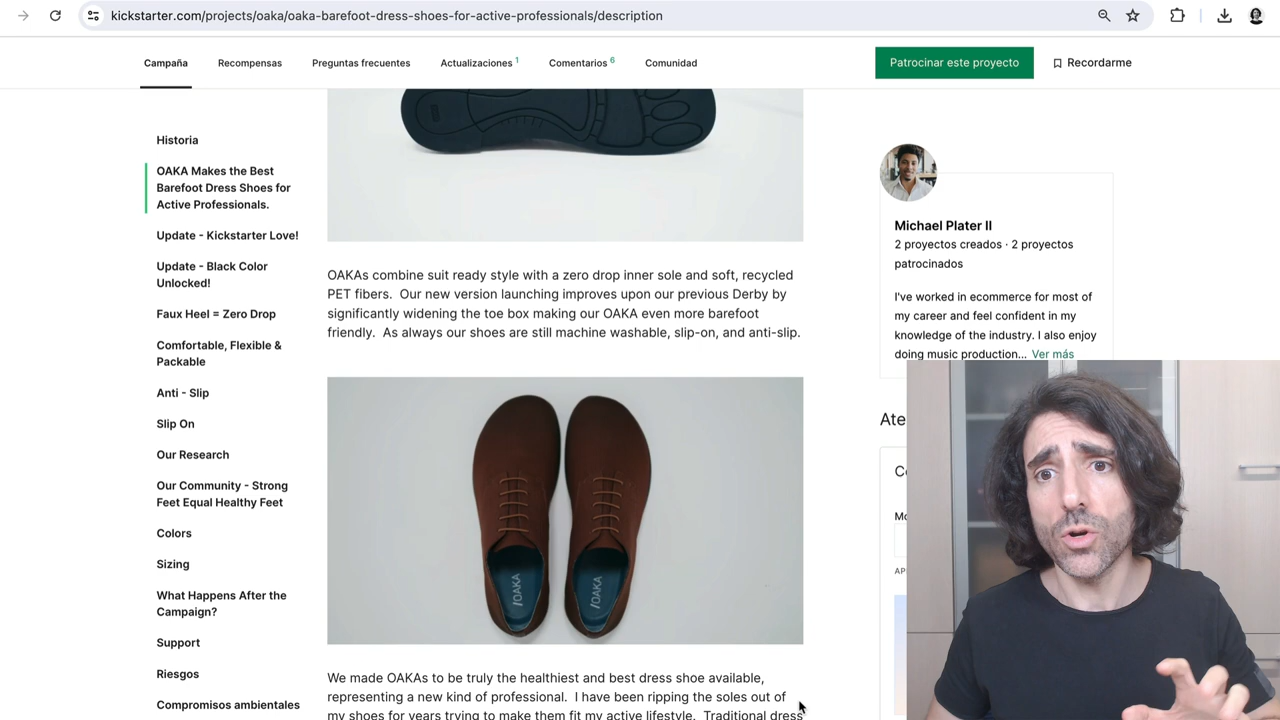 kickstarter.com/projects/oaka/oaka-barefoot-dress-shoes-for-active-professionals/description
Campaña
Recompensas
Preguntas frecuentes
Actualizaciones 1
Comentarios 6
Comunidad
Patrocinar este proyecto
Recordarme
Historia
OAKA Makes the Best
Barefoot Dress Shoes for
Active Professionals.
Update - Kickstarter Love!
Update - Black Color
Unlocked!
Faux Heel = Zero Drop
Comfortable, Flexible &
Packable
Anti - Slip
Slip On
Our Research
Our Community - Strong
Feet Equal Healthy Feet
Colors
Sizing
What Happens After the
Campaign?
Support
Riesgos
Compromisos ambientales
OAKAs combine suit ready style with a zero drop inner sole and soft, recycled
PET fibers.  Our new version launching improves upon our previous Derby by
significantly widening the toe box making our OAKA even more barefoot
friendly.  As always our shoes are still machine washable, slip-on, and anti-slip.
/OAKA
/OAKA
We made OAKAs to be truly the healthiest and best dress shoe available,
representing a new kind of professional.  I have been ripping the soles out of
my shoes for years trying to make them fit my active lifestyle.  Traditional dress
Michael Plater II
2 proyectos creados · 2 proyectos
patrocinados
I've worked in ecommerce for most of
my career and feel confident in my
knowledge of the industry. I also enjoy
doing music production... Ver más
Ate
Mo